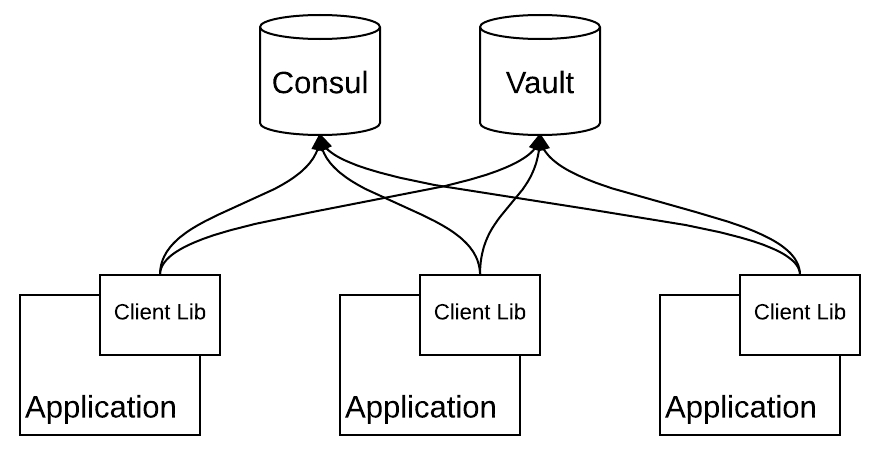 Consul
Vault
Client Lib
Client Lib
Client Lib
Application
Application
Application